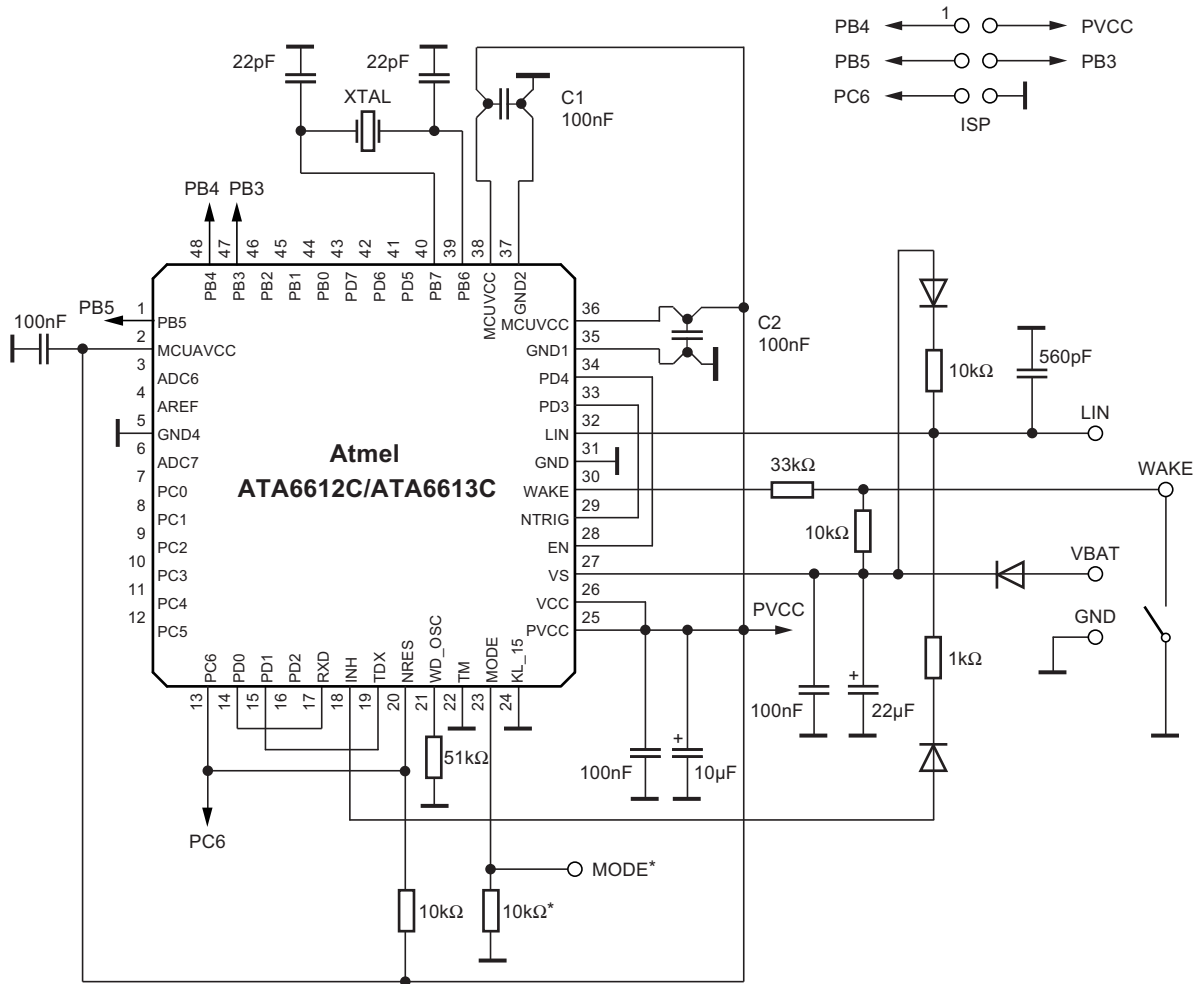 PB4 1 PVCC
PB5 PB3
PC6
ISP
22pF 22pF
XTAL
C1
100nF
PB4 PB3
48 47 46 45 44 43 42 41 40 39 38 37
PB4 PB3 PB2 PB1 PB0 PD7 PD6 PD5 PB7 PB6 MCUVCC GND2
100nF
PB5
1 PB5
2 MCUAVCC
3 ADC6
4 AREF
5 GND4
6 ADC7
7 PC0
8 PC1
9 PC2
10 PC3
11 PC4
12 PC5
Atmel
ATA6612C/ATA6613C
36 MCUVCC
35 GND1
34 PD4
33 PD3
32 LIN
31 GND
30 WAKE
29 NTRIG
28 EN
27 VS
26 VCC
25 PVCC
C2
100nF
10kΩ
560pF
LIN
33kΩ
WAKE
10kΩ
VBAT
PVCC
GND
1kΩ
100nF
+
22µF
PC6 PD0 PD1 PD2 RXD INH TDX NRES WD_OSC TM MODE KL_15
13 14 15 16 17 18 19 20 21 22 23 24
51kΩ
100nF
+
10µF
PC6
MODE*
10kΩ
10kΩ*